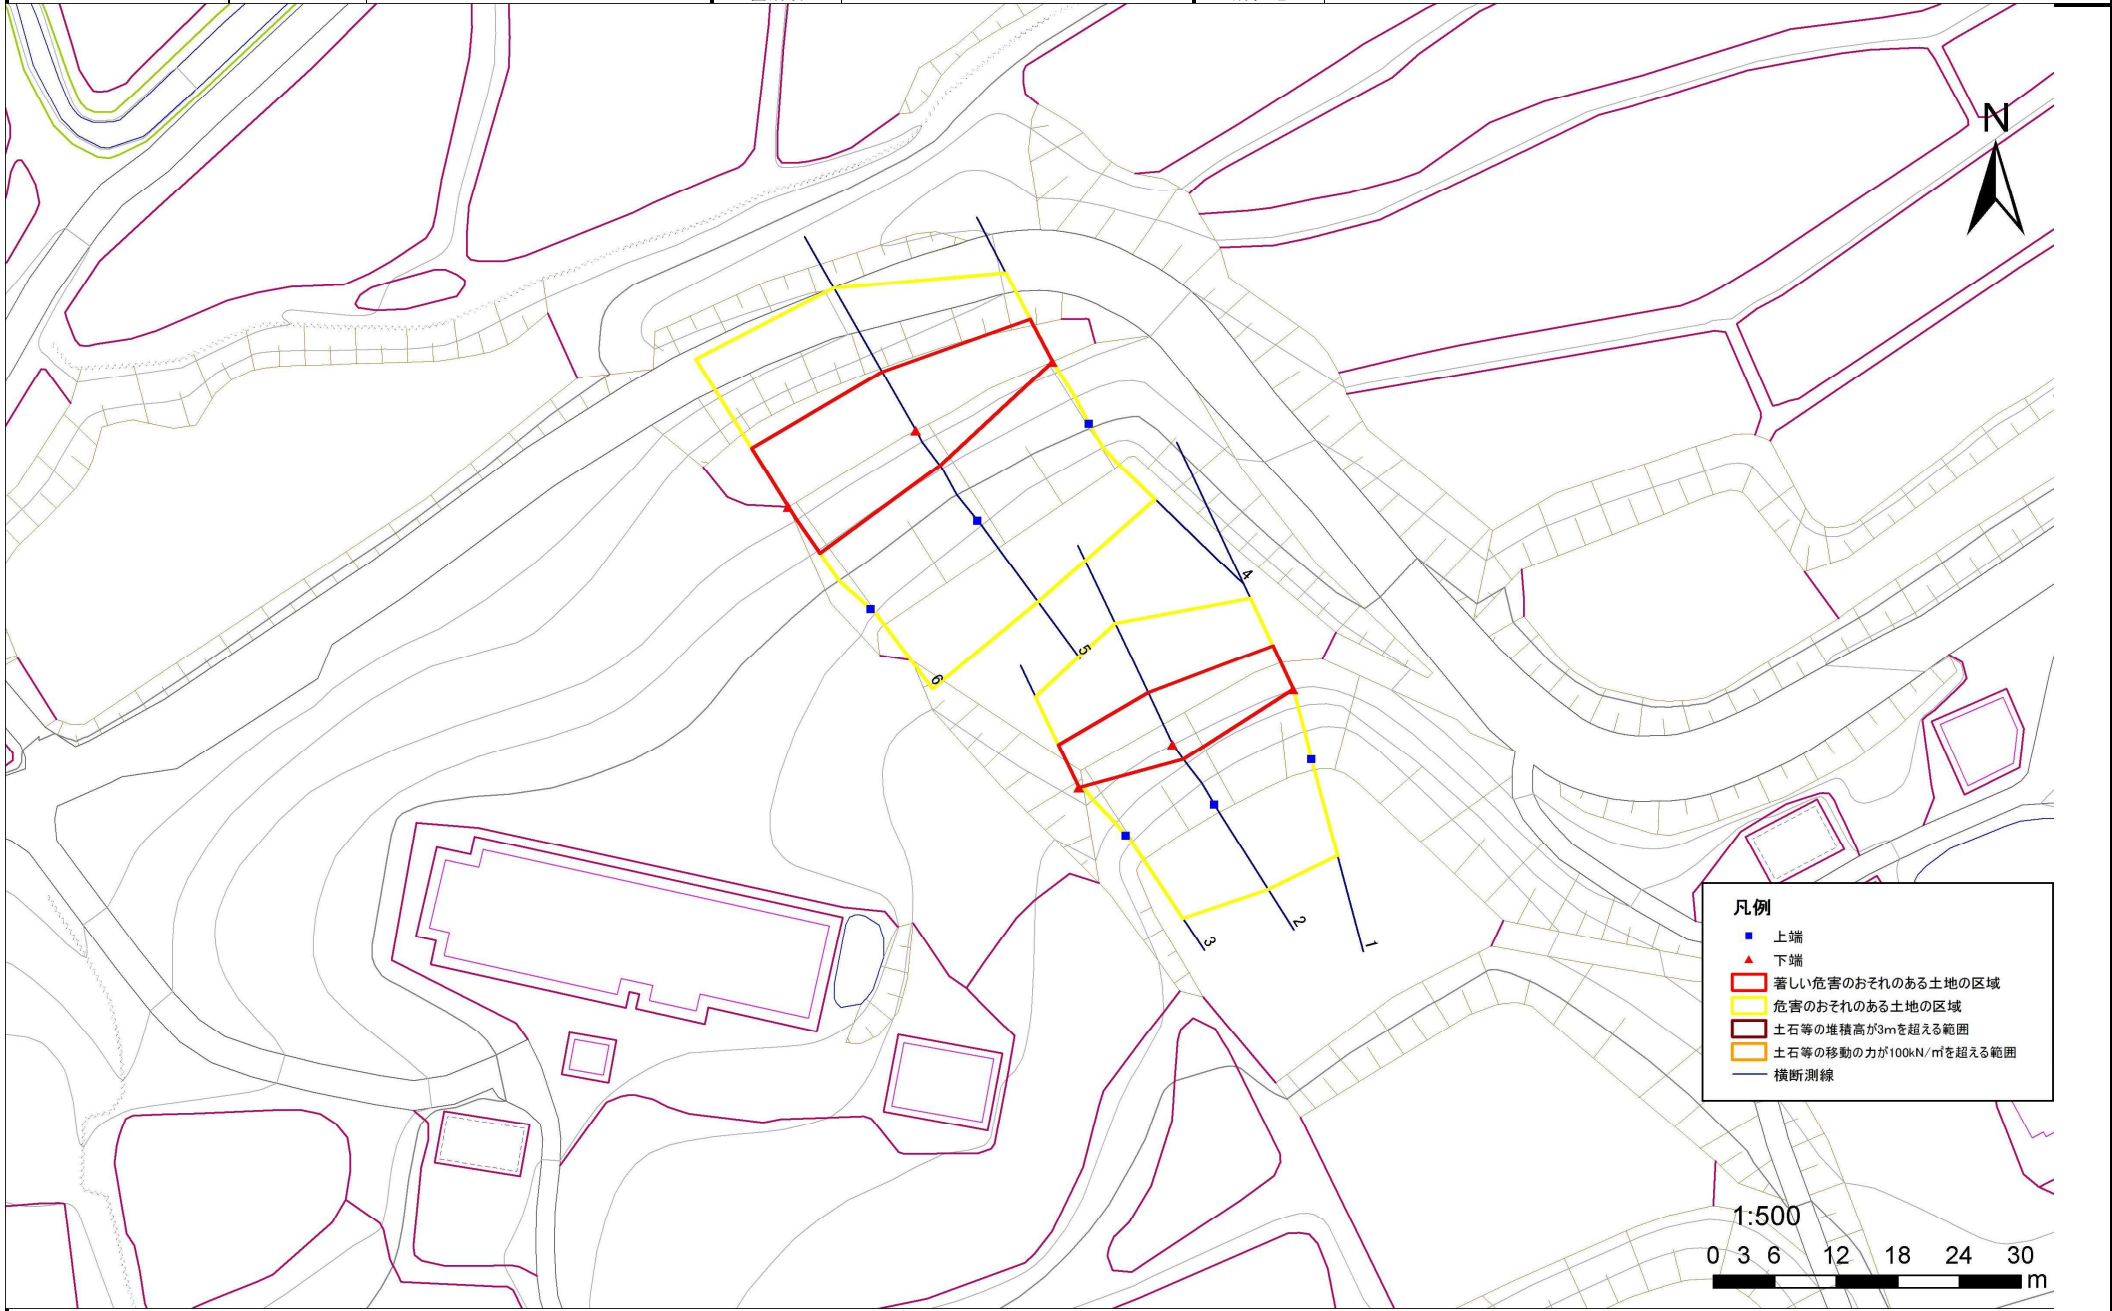 N
4
5
6
3
2
1
凡例
上端
下端
著しい危害のおそれのある土地の区域
危害のおそれのある土地の区域
土石等の堆積高が3mを超える範囲
土石等の移動の力が100kN/㎡を超える範囲
横断測線
1:500
0 3 6 12 18 24 30
m